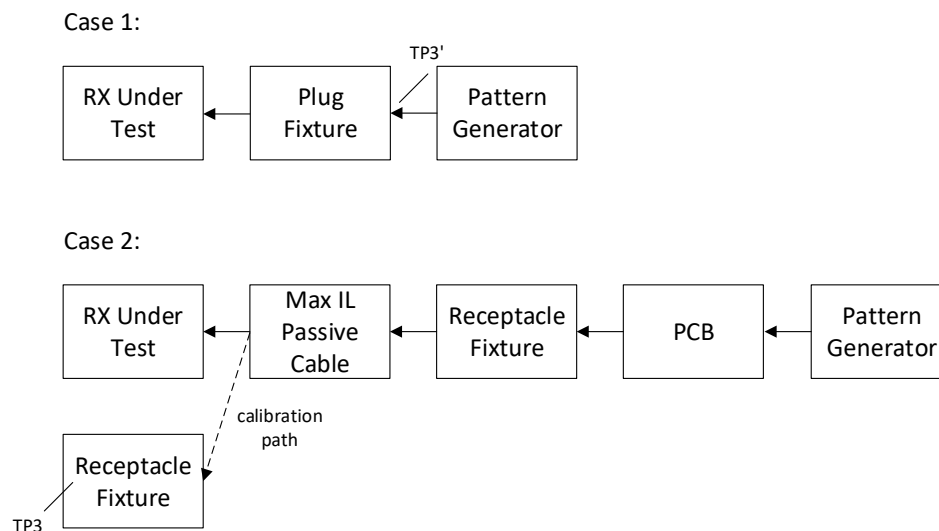 Case 1:
TP3'
RX Under
Test
Plug
Fixture
Pattern
Generator
Case 2:
RX Under
Test
Max IL
Passive
Cable
Receptacle
Fixture
PCB
Pattern
Generator
calibration
path
Receptacle
Fixture
TP3